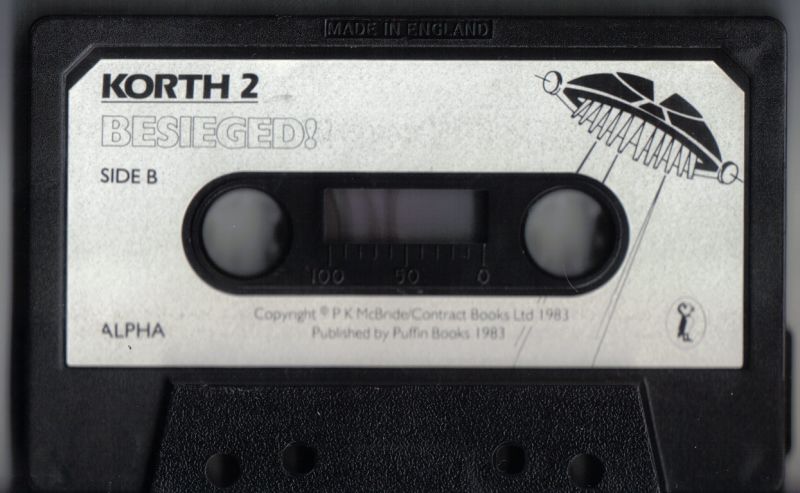 MADE IN ENGLAND
KORTH 2
BESIEGED!
SIDE B
100 50 0
ALPHA
Copyright ® P K McBride/Contract Books Ltd 1983
Published by Puffin Books 1983